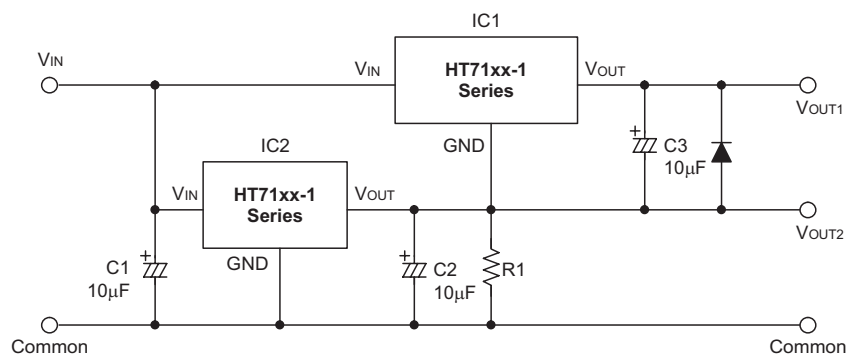 IC1
VIN
VIN
HT71xx-1
Series
VOUT
VOUT1
GND
C3
10μF
IC2
VIN
HT71xx-1
Series
VOUT
VOUT2
GND
C1
10μF
C2
10μF
R1
Common
Common